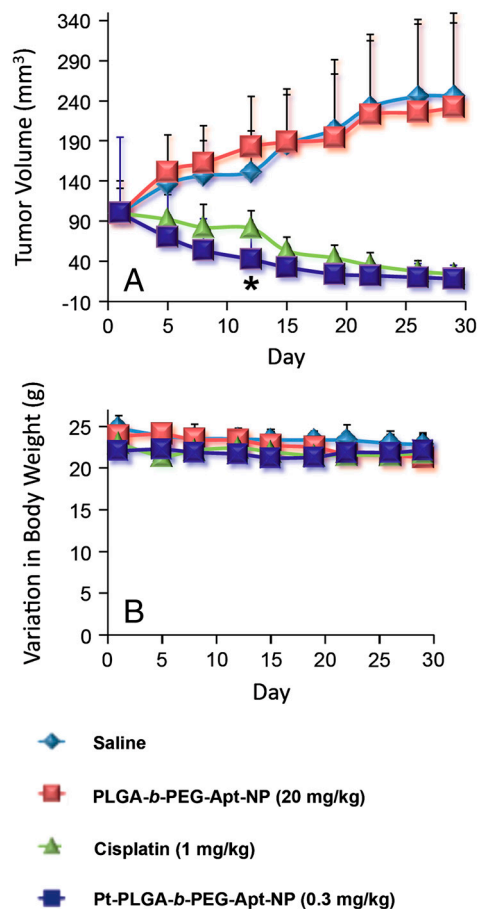 340
290
240
190
140
90
40
-10
Tumor Volume (mm³)
A
*
0 5 10 15 20 25 30
Day
25
20
15
10
5
0
Variation in Body Weight (g)
B
0 5 10 15 20 25 30
Day
Saline
PLGA-b-PEG-Apt-NP (20 mg/kg)
Cisplatin (1 mg/kg)
Pt-PLGA-b-PEG-Apt-NP (0.3 mg/kg)